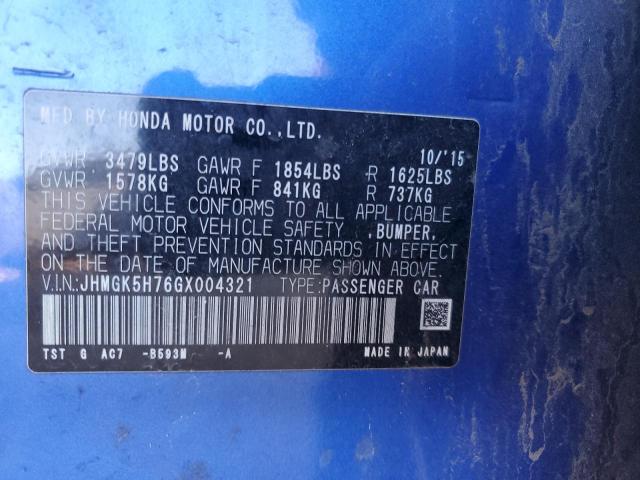 MFD BY HONDA MOTOR CO.,LTD.
10/'15
GVWR 3479LBS GAWR F 1854LBS R 1625LBS
GVWR 1578KG GAWR F 841KG R 737KG
THIS VEHICLE CONFORMS TO ALL APPLICABLE
FEDERAL MOTOR VEHICLE SAFETY ,BUMPER,
AND THEFT PREVENTION STANDARDS IN EFFECT
ON THE DATE OF MANUFACTURE SHOWN ABOVE.
V.I.N:JHMGK5H76GX004321 TYPE:PASSENGER CAR
TST G AC7 -B593M -A MADE IN JAPAN